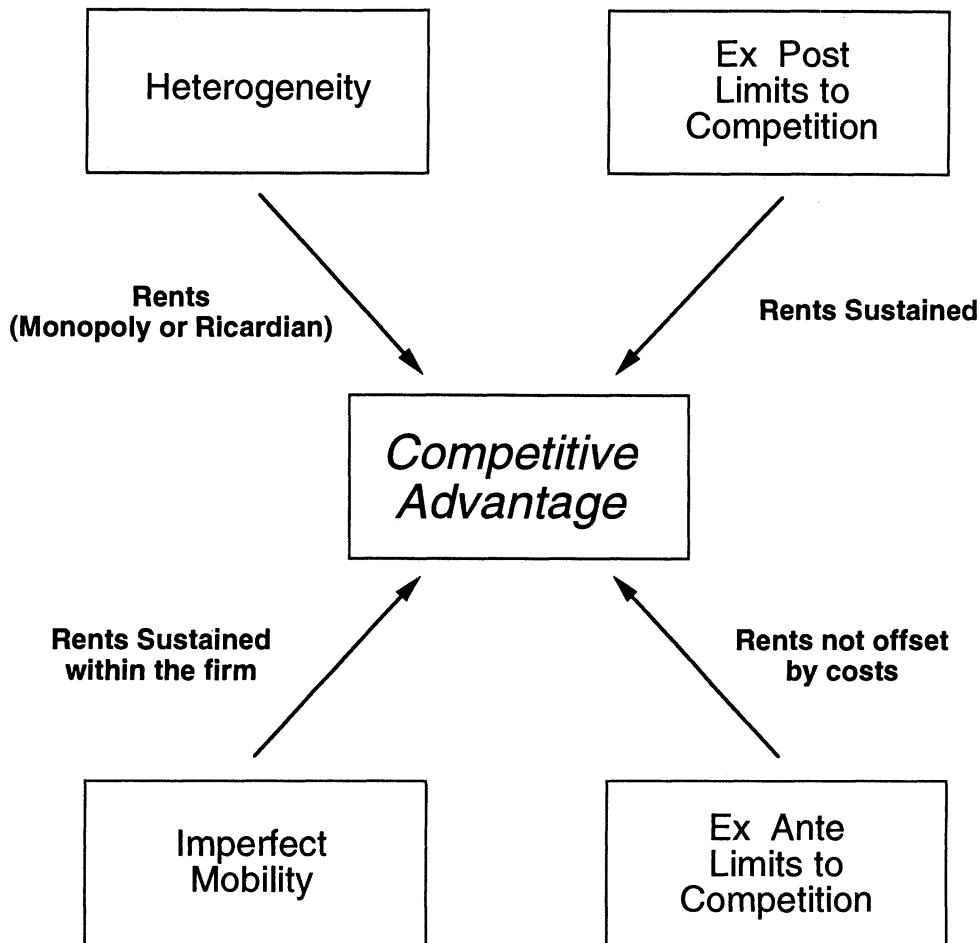 Heterogeneity
Ex Post
Limits to
Competition
Rents
(Monopoly or Ricardian)
Rents Sustained
Competitive
Advantage
Rents Sustained
within the firm
Rents not offset
by costs
Imperfect
Mobility
Ex Ante
Limits to
Competition